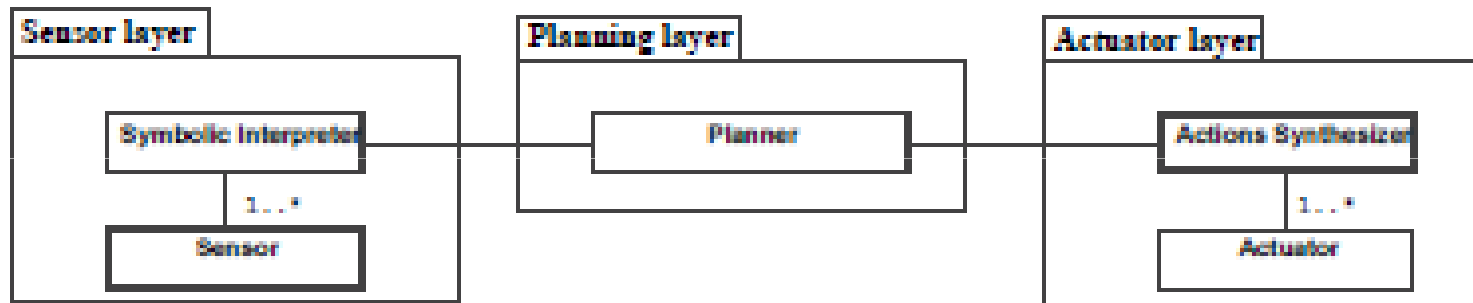 Sensor layer
Planning layer
Actuator layer
Symbolic Interpreter
Planner
Actions Synthesizer
1..*
1..*
Sensor
Actuator